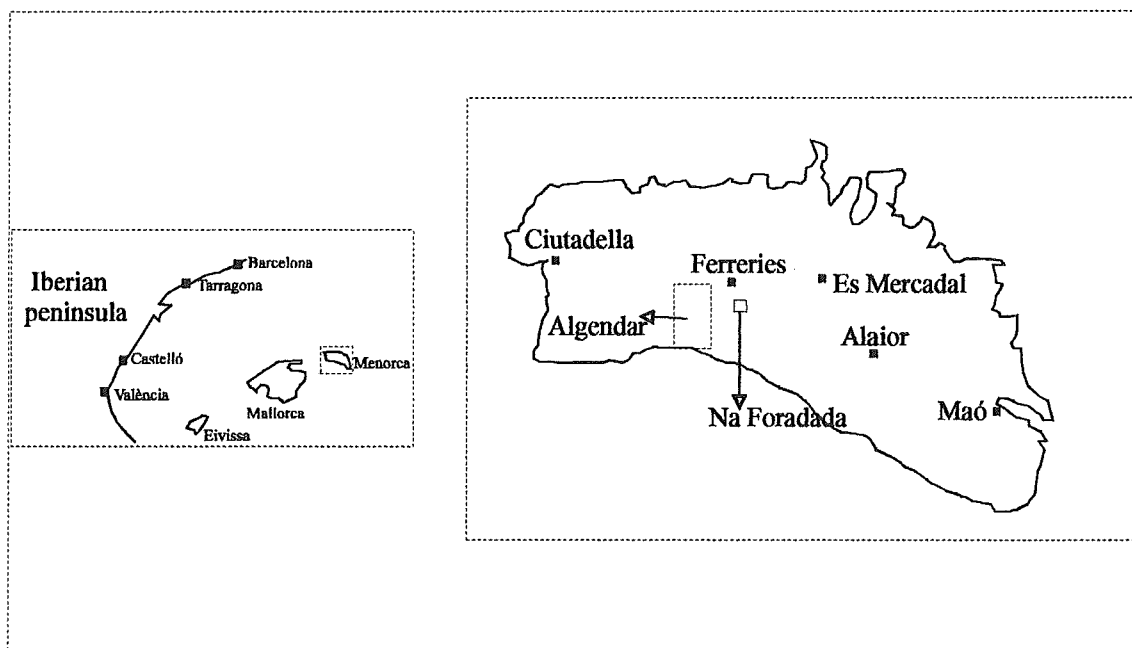 Iberian
peninsula
Barcelona
Tarragona
Castelló
València
Menorca
Mallorca
Eivissa
Ciutadella
Ferreries
Es Mercadal
Algendar
Alaior
Na Foradada
Maó